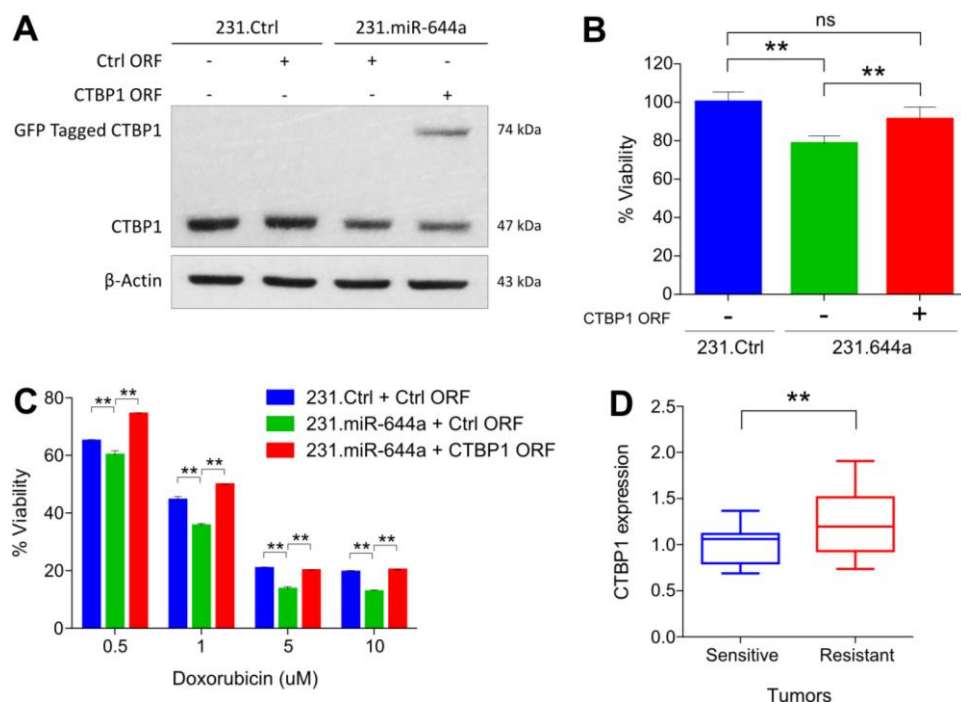 A
231.Ctrl 231.miR-644a
Ctrl ORF - + + -
CTBP1 ORF - - - +
GFP Tagged CTBP1 74 kDa
CTBP1 47 kDa
β-Actin 43 kDa
B
ns
** **
120
100
80
60
40
20
0
% Viability
CTBP1 ORF - - +
231.Ctrl 231.644a
C
231.Ctrl + Ctrl ORF
231.miR-644a + Ctrl ORF
231.miR-644a + CTBP1 ORF
** **
** **
** **
** **
80
60
40
20
0
% Viability
0.5 1 5 10
Doxorubicin (uM)
D
**
2.5
2.0
1.5
1.0
0.5
0.0
CTBP1 expression
Sensitive Resistant
Tumors